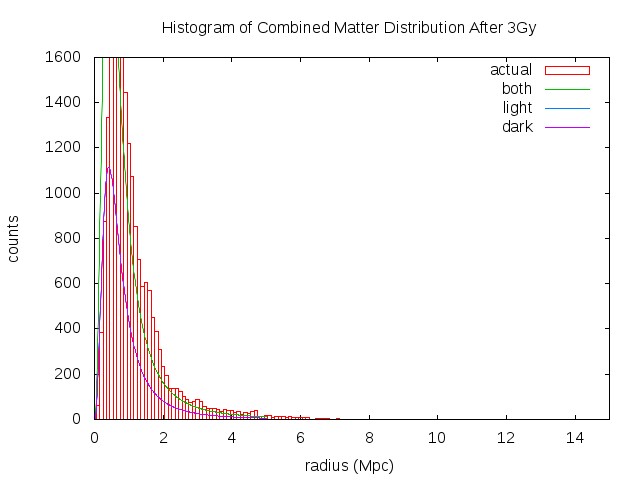 Histogram of Combined Matter Distribution After 3Gy
1600
1400
1200
1000
800
600
400
200
0
counts
actual
both
light
dark
0 2 4 6 8 10 12 14
radius (Mpc)